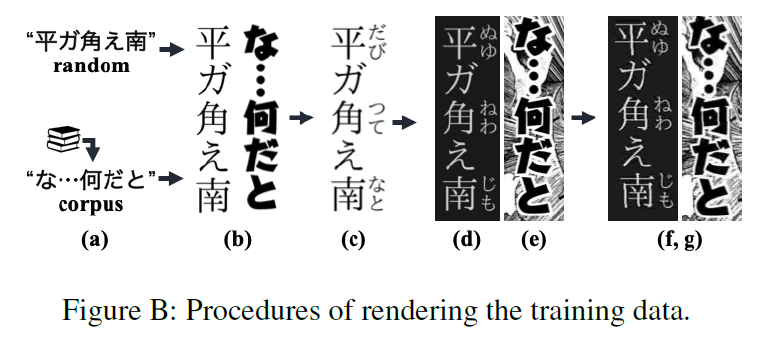 “平ガ角え南”
random
“な…何だと”
corpus
(a)
平ガ角え南
な…何だと
(b)
平ガ角え南
だび
つて
なと
(c)
平ガ角え南
ぬゆ
ねわ
じも
(d)
な…何だと
(e)
平ガ角え南
ぬゆ
ねわ
じも
な…何だと
(f, g)
Figure B: Procedures of rendering the training data.